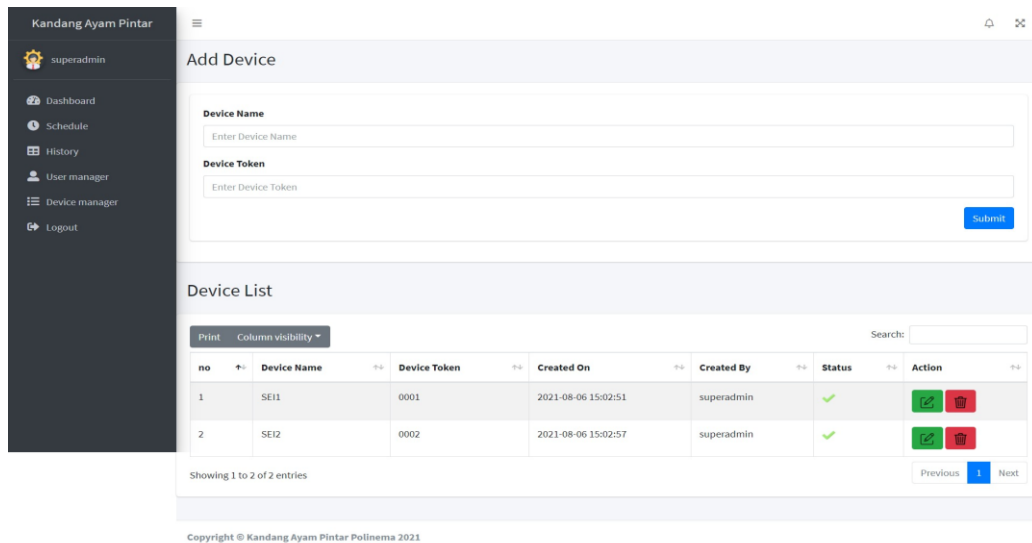 Kandang Ayam Pintar
superadmin
Dashboard
Schedule
History
User manager
Device manager
Logout
Add Device
Device Name
Enter Device Name
Device Token
Enter Device Token
Submit
Device List
Print Column visibility
Search:
no Device Name Device Token Created On Created By Status Action
1 SEI1 0001 2021-08-06 15:02:51 superadmin
2 SEI2 0002 2021-08-06 15:02:57 superadmin
Showing 1 to 2 of 2 entries
Previous 1 Next
Copyright © Kandang Ayam Pintar Polinema 2021